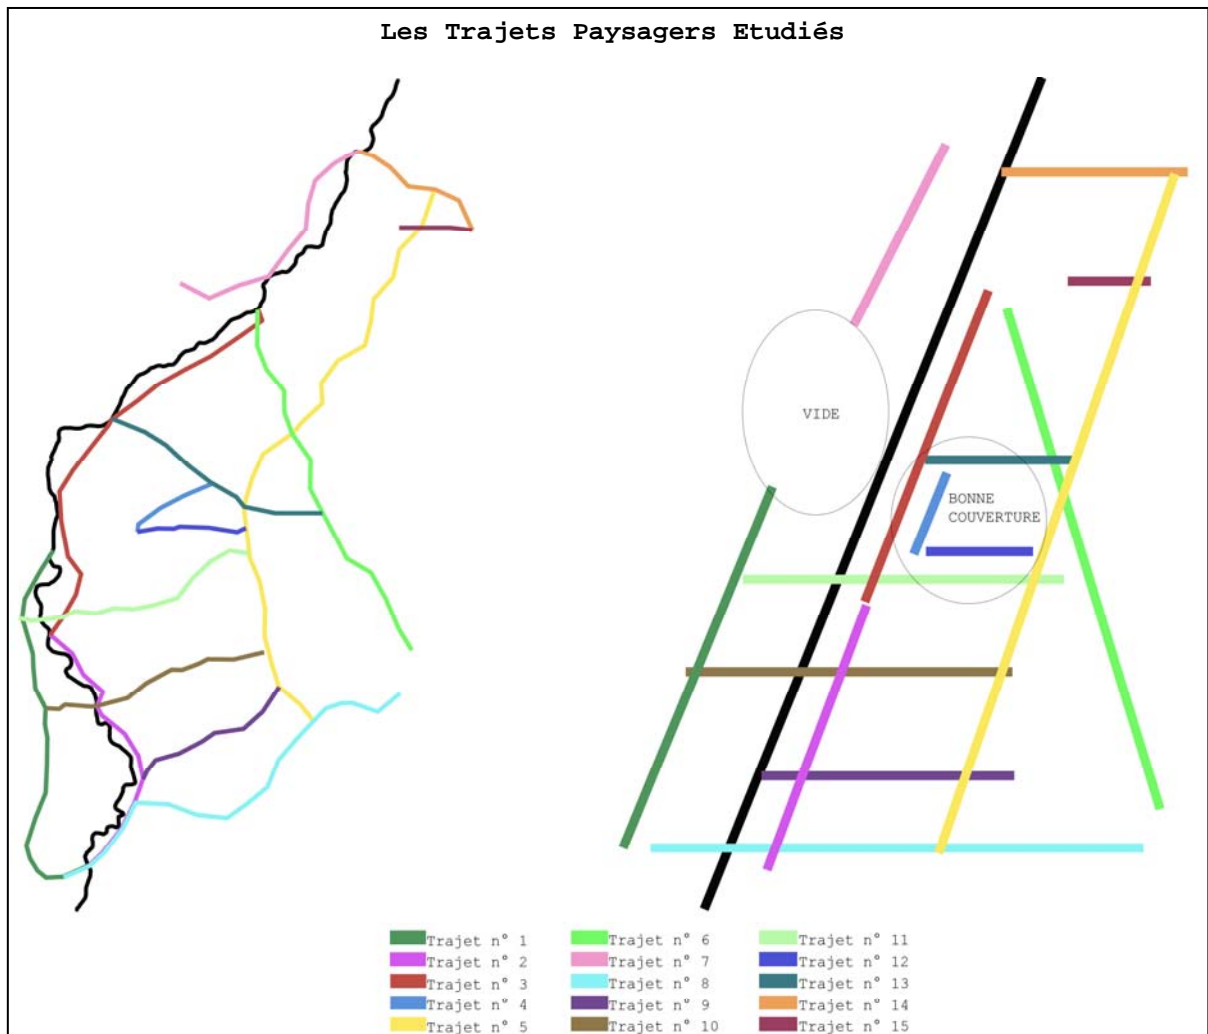 Les Trajets Paysagers Etudiés
VIDE
BONNE
COUVERTURE
Trajet n° 1
Trajet n° 2
Trajet n° 3
Trajet n° 4
Trajet n° 5
Trajet n° 6
Trajet n° 7
Trajet n° 8
Trajet n° 9
Trajet n° 10
Trajet n° 11
Trajet n° 12
Trajet n° 13
Trajet n° 14
Trajet n° 15